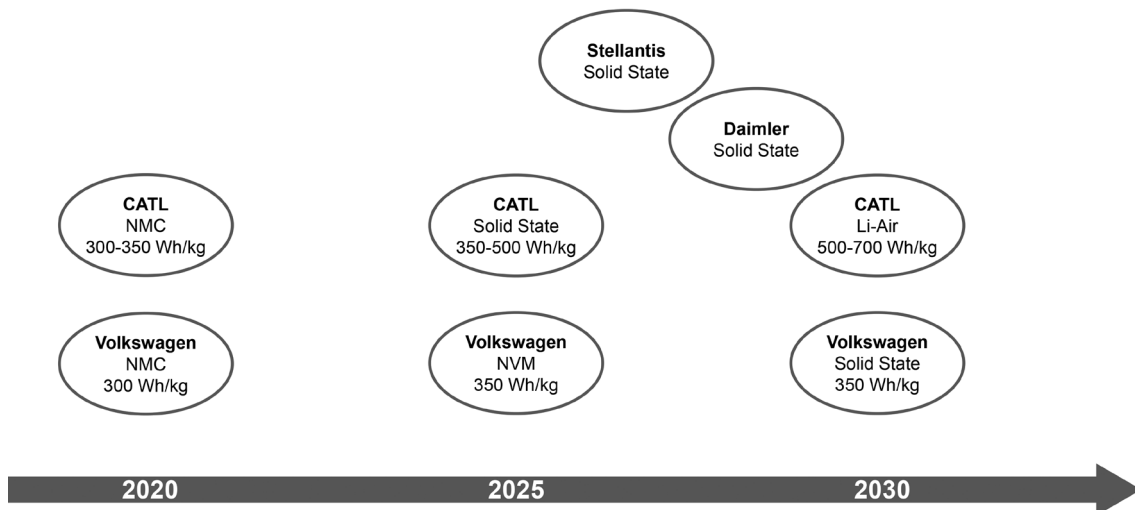 Stellantis
Solid State
Daimler
Solid State
CATL
NMC
300-350 Wh/kg
CATL
Solid State
350-500 Wh/kg
CATL
Li-Air
500-700 Wh/kg
Volkswagen
NMC
300 Wh/kg
Volkswagen
NVM
350 Wh/kg
Volkswagen
Solid State
350 Wh/kg
2020
2025
2030